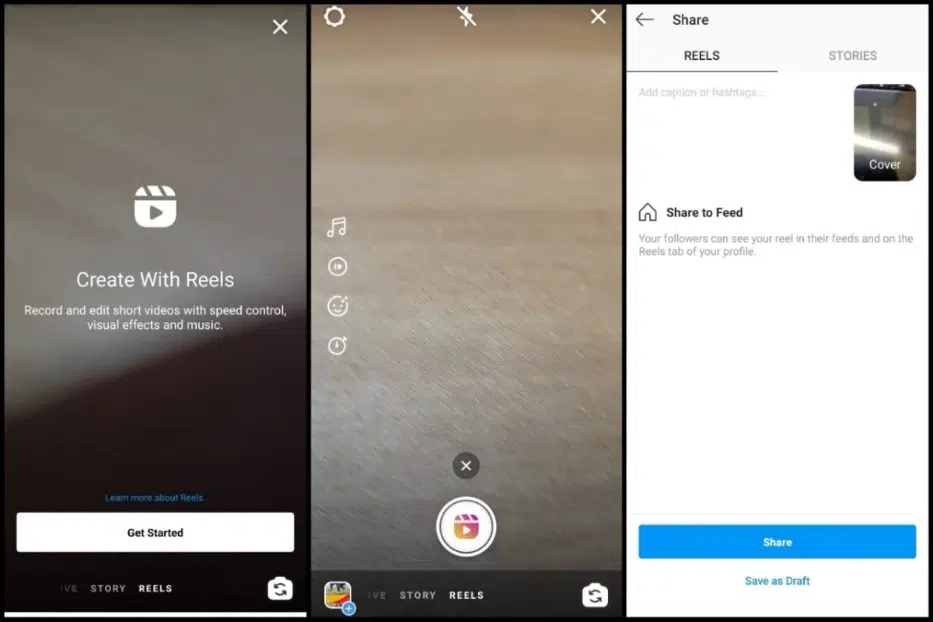 Create With Reels
Record and edit short videos with speed control,
visual effects and music.
Learn more about Reels.
Get Started
IVE STORY REELS
IVE STORY REELS
Share
REELS STORIES
Add caption or hashtags...
Cover
Share to Feed
Your followers can see your reel in their feeds and on the
Reels tab of your profile.
Share
Save as Draft